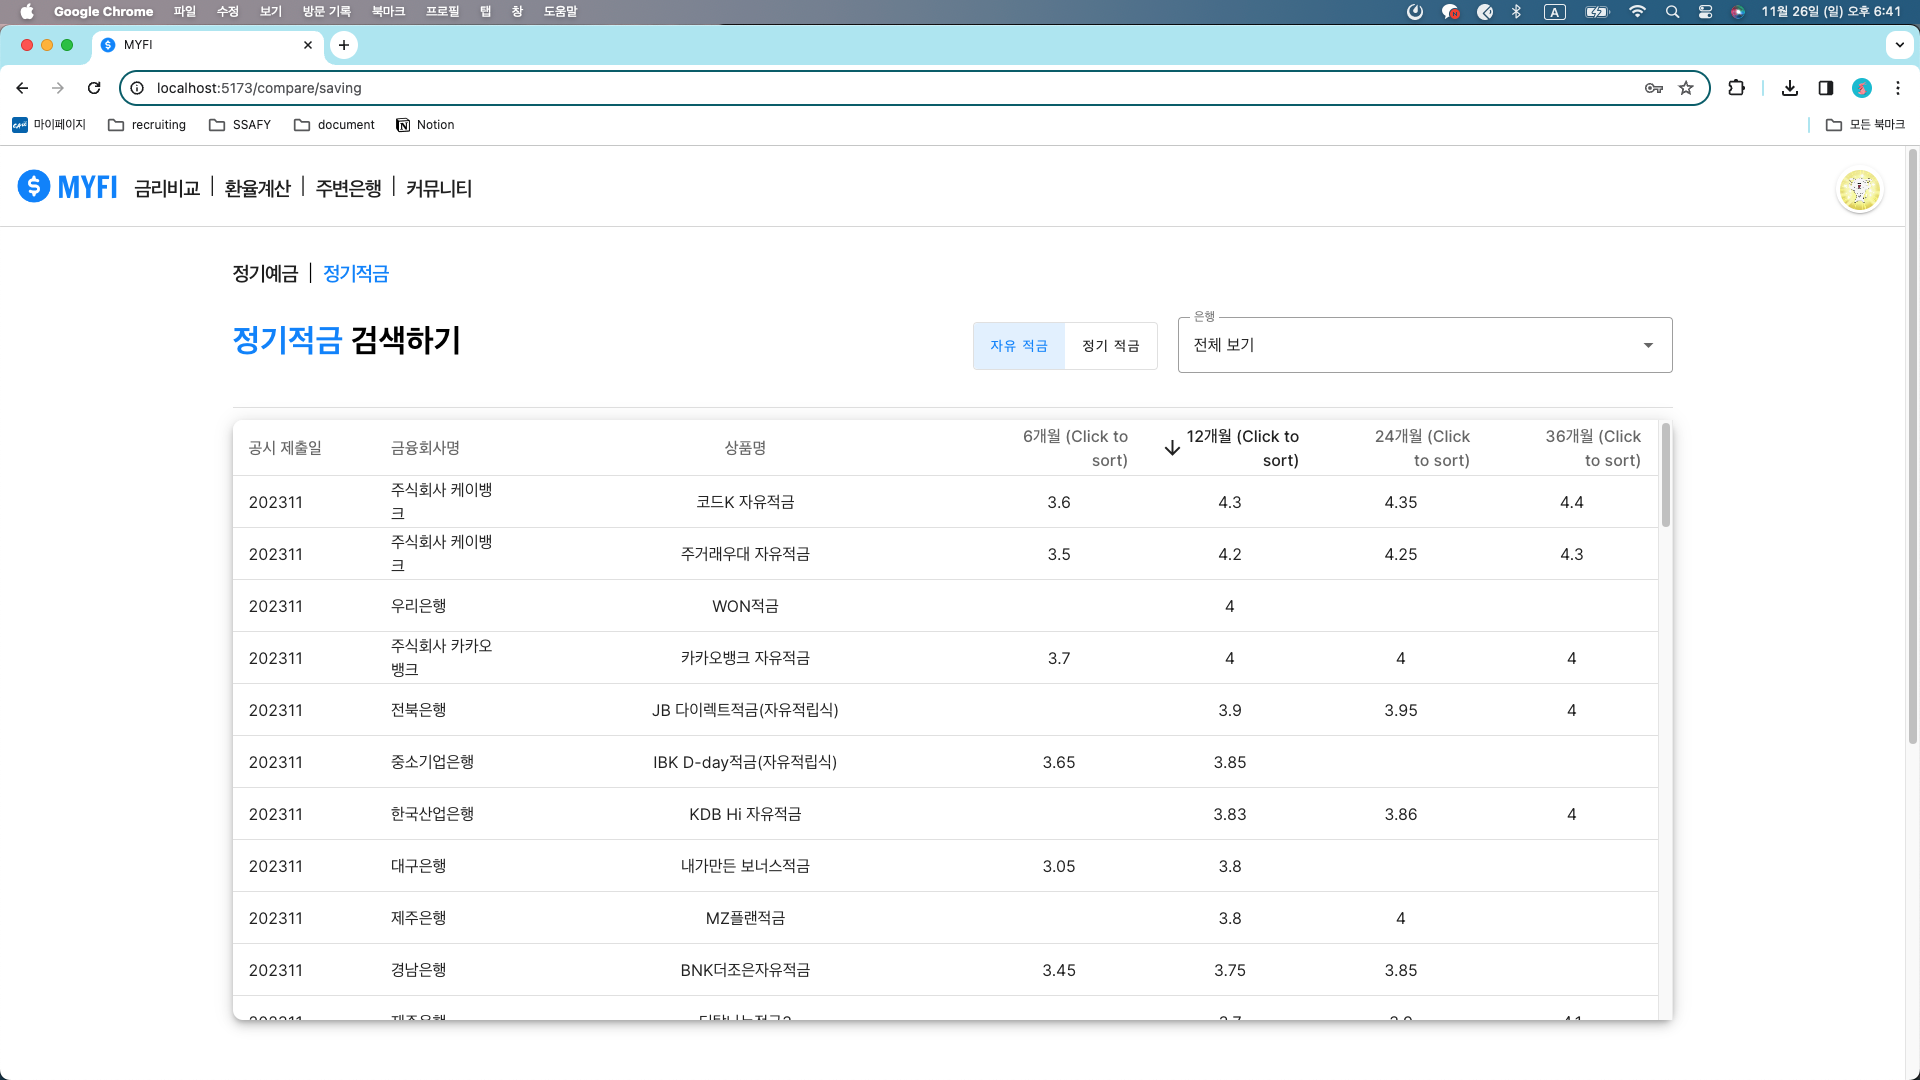 Google Chrome 파일 수정 보기 방문 기록 북마크 프로필 탭 창 도움말 A 11월 26일 (일) 오후 6:41
MYFI
localhost:5173/compare/saving
마이페이지 recruiting SSAFY document Notion 모든 북마크
MYFI 금리비교 | 환율계산 | 주변은행 | 커뮤니티
정기예금 | 정기적금
정기적금 검색하기
자유 적금 정기 적금
은행
전체 보기
공시 제출일 금융회사명 상품명 6개월 (Click to sort) 12개월 (Click to sort) 24개월 (Click to sort) 36개월 (Click to sort)
202311 주식회사 케이뱅크 코드K 자유적금 3.6 4.3 4.35 4.4
202311 주식회사 케이뱅크 주거래우대 자유적금 3.5 4.2 4.25 4.3
202311 우리은행 WON적금 4
202311 주식회사 카카오뱅크 카카오뱅크 자유적금 3.7 4 4 4
202311 전북은행 JB 다이렉트적금(자유적립식) 3.9 3.95 4
202311 중소기업은행 IBK D-day적금(자유적립식) 3.65 3.85
202311 한국산업은행 KDB Hi 자유적금 3.83 3.86 4
202311 대구은행 내가만든 보너스적금 3.05 3.8
202311 제주은행 MZ플랜적금 3.8 4
202311 경남은행 BNK더조은자유적금 3.45 3.75 3.85